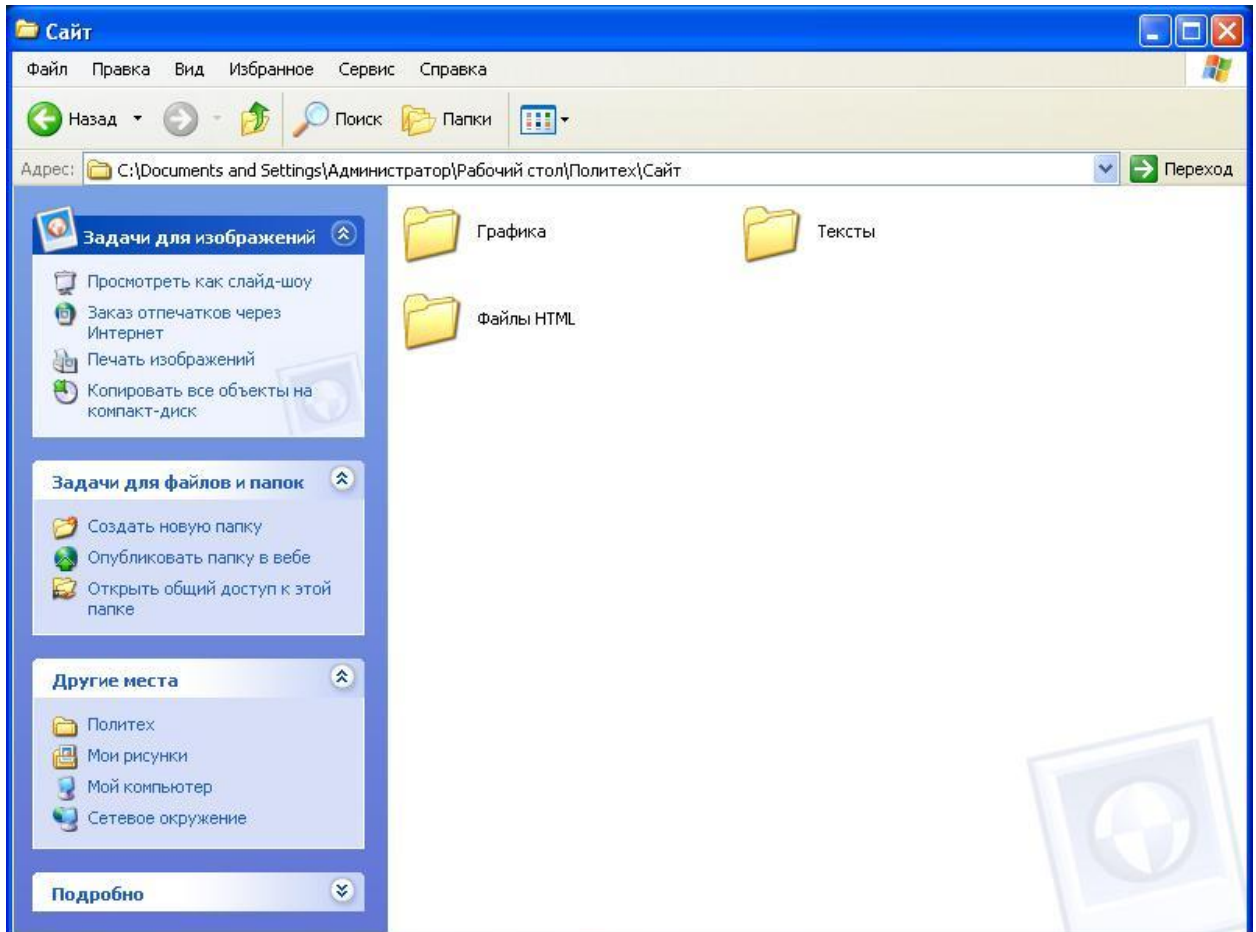 Сайт
Файл Правка Вид Избранное Сервис Справка
Назад Поиск Папки
Адрес: C:\Documents and Settings\Администратор\Рабочий стол\Политех\Сайт Переход
Задачи для изображений
Просмотреть как слайд-шоу
Заказ отпечатков через
Интернет
Печать изображений
Копировать все объекты на
компакт-диск
Задачи для файлов и папок
Создать новую папку
Опубликовать папку в вебе
Открыть общий доступ к этой
папке
Другие места
Политех
Мои рисунки
Мой компьютер
Сетевое окружение
Подробно
Графика Тексты
Файлы HTML